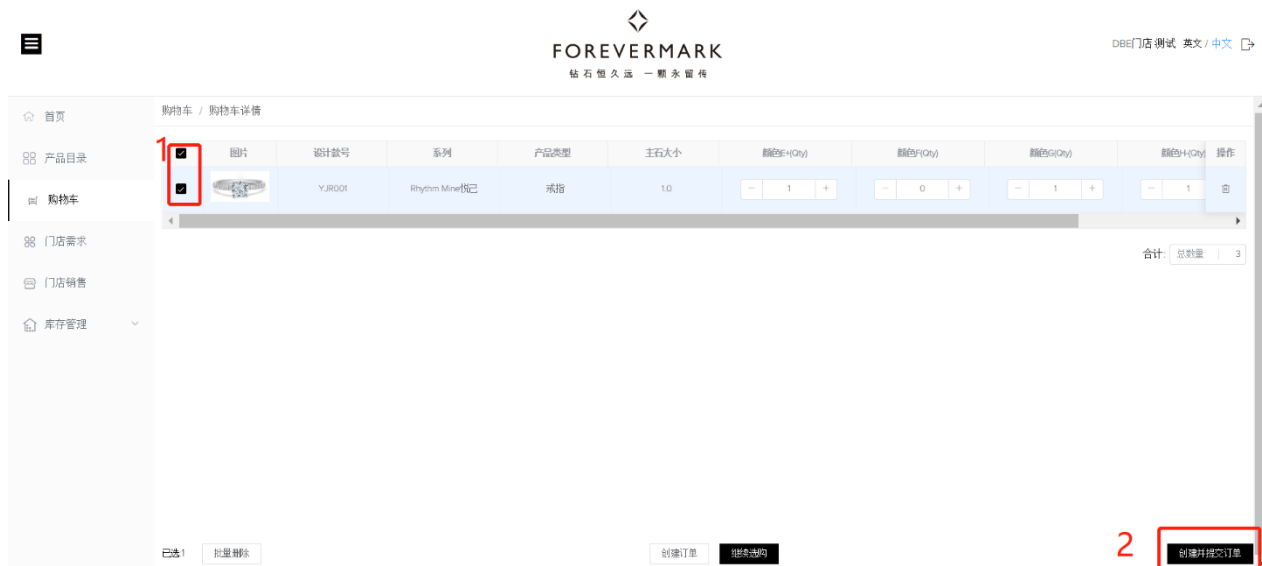 FOREVERMARK
钻石恒久远 一颗永留传
DBE门店测试 英文 / 中文
首页
产品目录
购物车
门店需求
门店销售
库存管理
购物车 / 购物车详情
1
图片 设计款号 系列 产品类型 主石大小 颜色E+(Qty) 颜色F(Qty) 颜色G(Qty) 颜色H-(Qty) 操作
YJR001 Rhythm Mine悦己 戒指 1.0 − 1 + − 0 + − 1 + − 1
合计: 总数量 3
已选1 批量删除 创建订单 继续选购 2 创建并提交订单